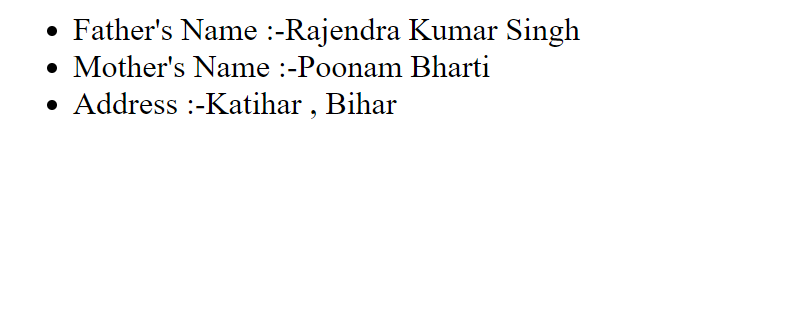 • Father's Name :-Rajendra Kumar Singh
• Mother's Name :-Poonam Bharti
• Address :-Katihar , Bihar